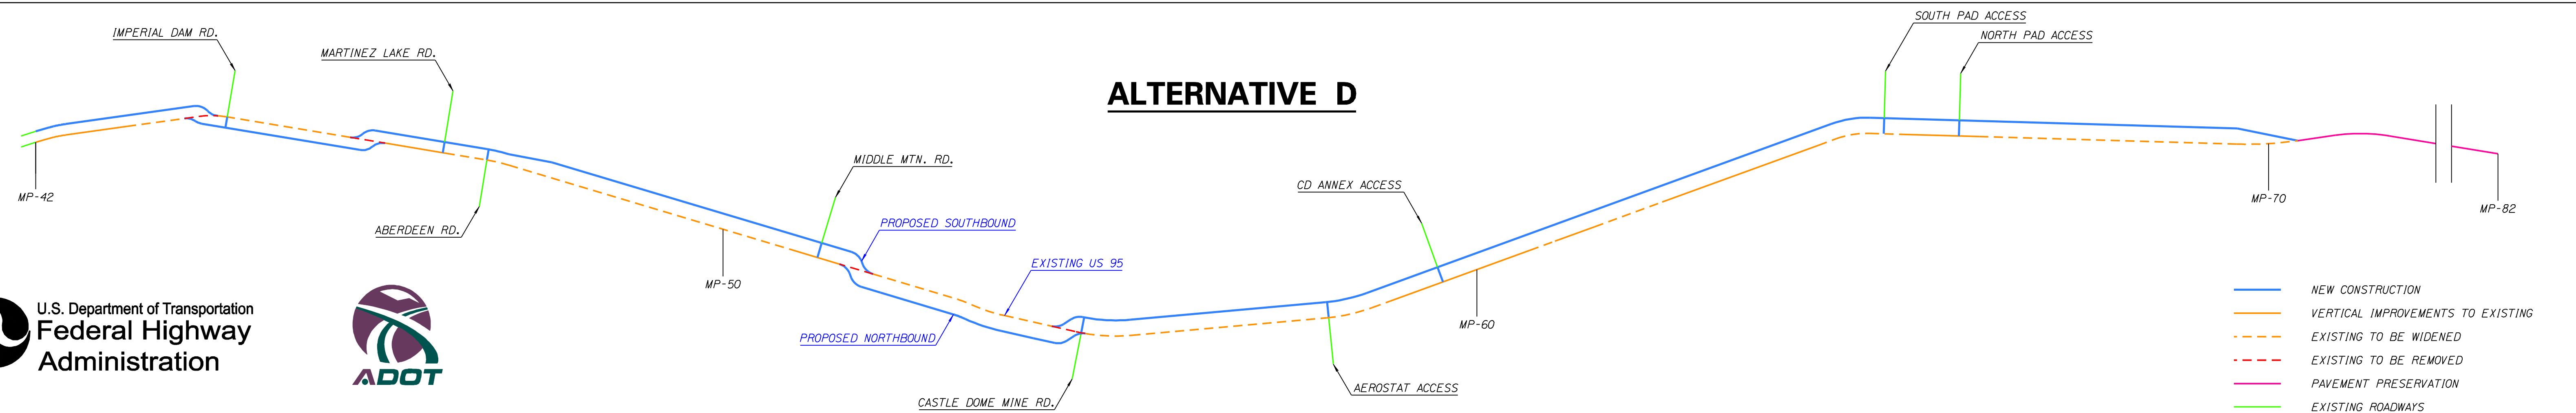 SOUTH PAD ACCESS
IMPERIAL DAM RD.
NORTH PAD ACCESS
MARTINEZ LAKE RD.
ALTERNATIVE D
MIDDLE MTN. RD.
CD ANNEX ACCESS
MP-42
MP-70
MP-82
PROPOSED SOUTHBOUND
ABERDEEN RD.
EXISTING US 95
MP-50
NEW CONSTRUCTION
U.S. Department of Transportation
Federal Highway
Administration
VERTICAL IMPROVEMENTS TO EXISTING
MP-60
PROPOSED NORTHBOUND
EXISTING TO BE WIDENED
EXISTING TO BE REMOVED
ADOT
PAVEMENT PRESERVATION
AEROSTAT ACCESS
CASTLE DOME MINE RD.
EXISTING ROADWAYS